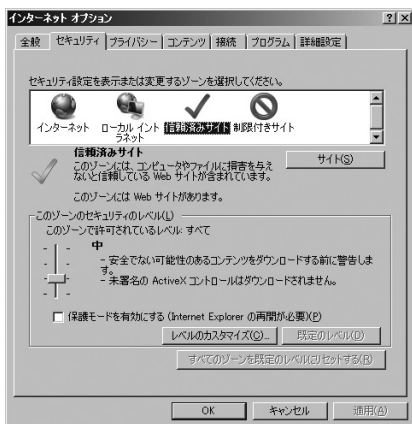 インターネット オプション
全般 セキュリティ プライバシー コンテンツ 接続 プログラム 詳細設定
セキュリティ設定を表示または変更するゾーンを選択してください。
インターネット ローカル イントラネット 信頼済みサイト 制限付きサイト
信頼済みサイト
サイト(S)
このゾーンには、コンピュータやファイルに損害を与え
ないと信頼している Web サイトが含まれています。
このゾーンには Web サイトがあります。
このゾーンのセキュリティのレベル(L)
このゾーンで許可されているレベル: すべて
中
- 安全でない可能性のあるコンテンツをダウンロードする前に警告しま
す。
- 未署名の ActiveX コントロールはダウンロードされません。
保護モードを有効にする (Internet Explorer の再開が必要)(P)
レベルのカスタマイズ(C)... 既定のレベル(D)
すべてのゾーンを既定のレベルにリセットする(R)
OK キャンセル 適用(A)